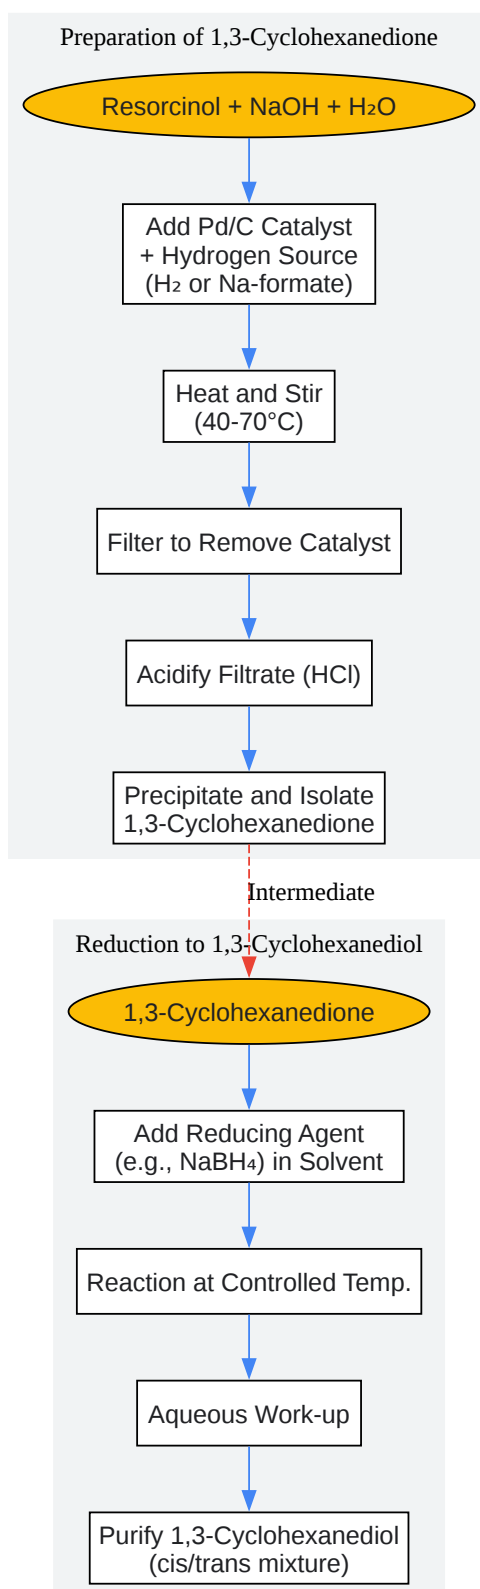 Preparation of 1,3-Cyclohexanedione
Resorcinol + NaOH + H₂O
Add Pd/C Catalyst
+ Hydrogen Source
(H₂ or Na-formate)
Heat and Stir
(40-70°C)
Filter to Remove Catalyst
Acidify Filtrate (HCl)
Precipitate and Isolate
1,3-Cyclohexanedione
Intermediate
Reduction to 1,3-Cyclohexanediol
1,3-Cyclohexanedione
Add Reducing Agent
(e.g., NaBH₄) in Solvent
Reaction at Controlled Temp.
Aqueous Work-up
Purify 1,3-Cyclohexanediol
(cis/trans mixture)